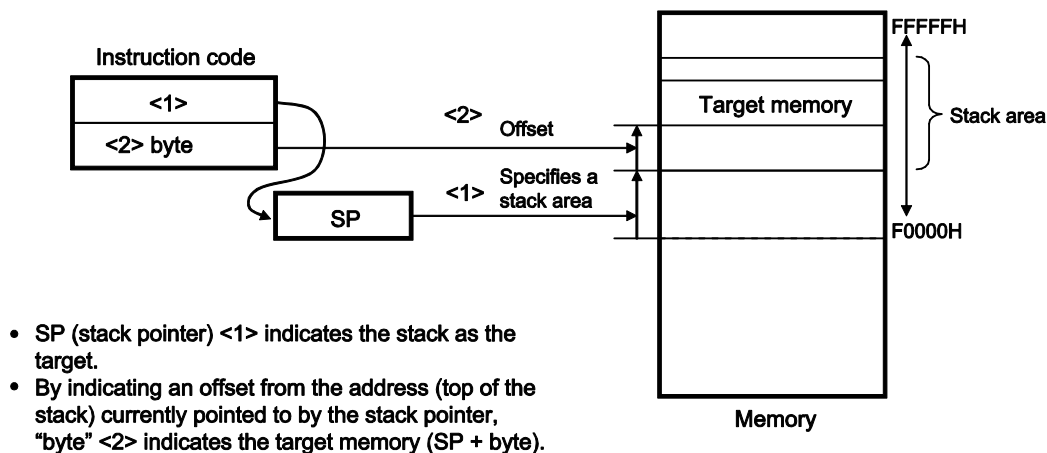 FFFFFH
Instruction code
<1>
<2> byte
<2> Offset
<1> Specifies a
stack area
SP
Target memory
Stack area
F0000H
Memory
• SP (stack pointer) <1> indicates the stack as the
target.
• By indicating an offset from the address (top of the
stack) currently pointed to by the stack pointer,
“byte” <2> indicates the target memory (SP + byte).